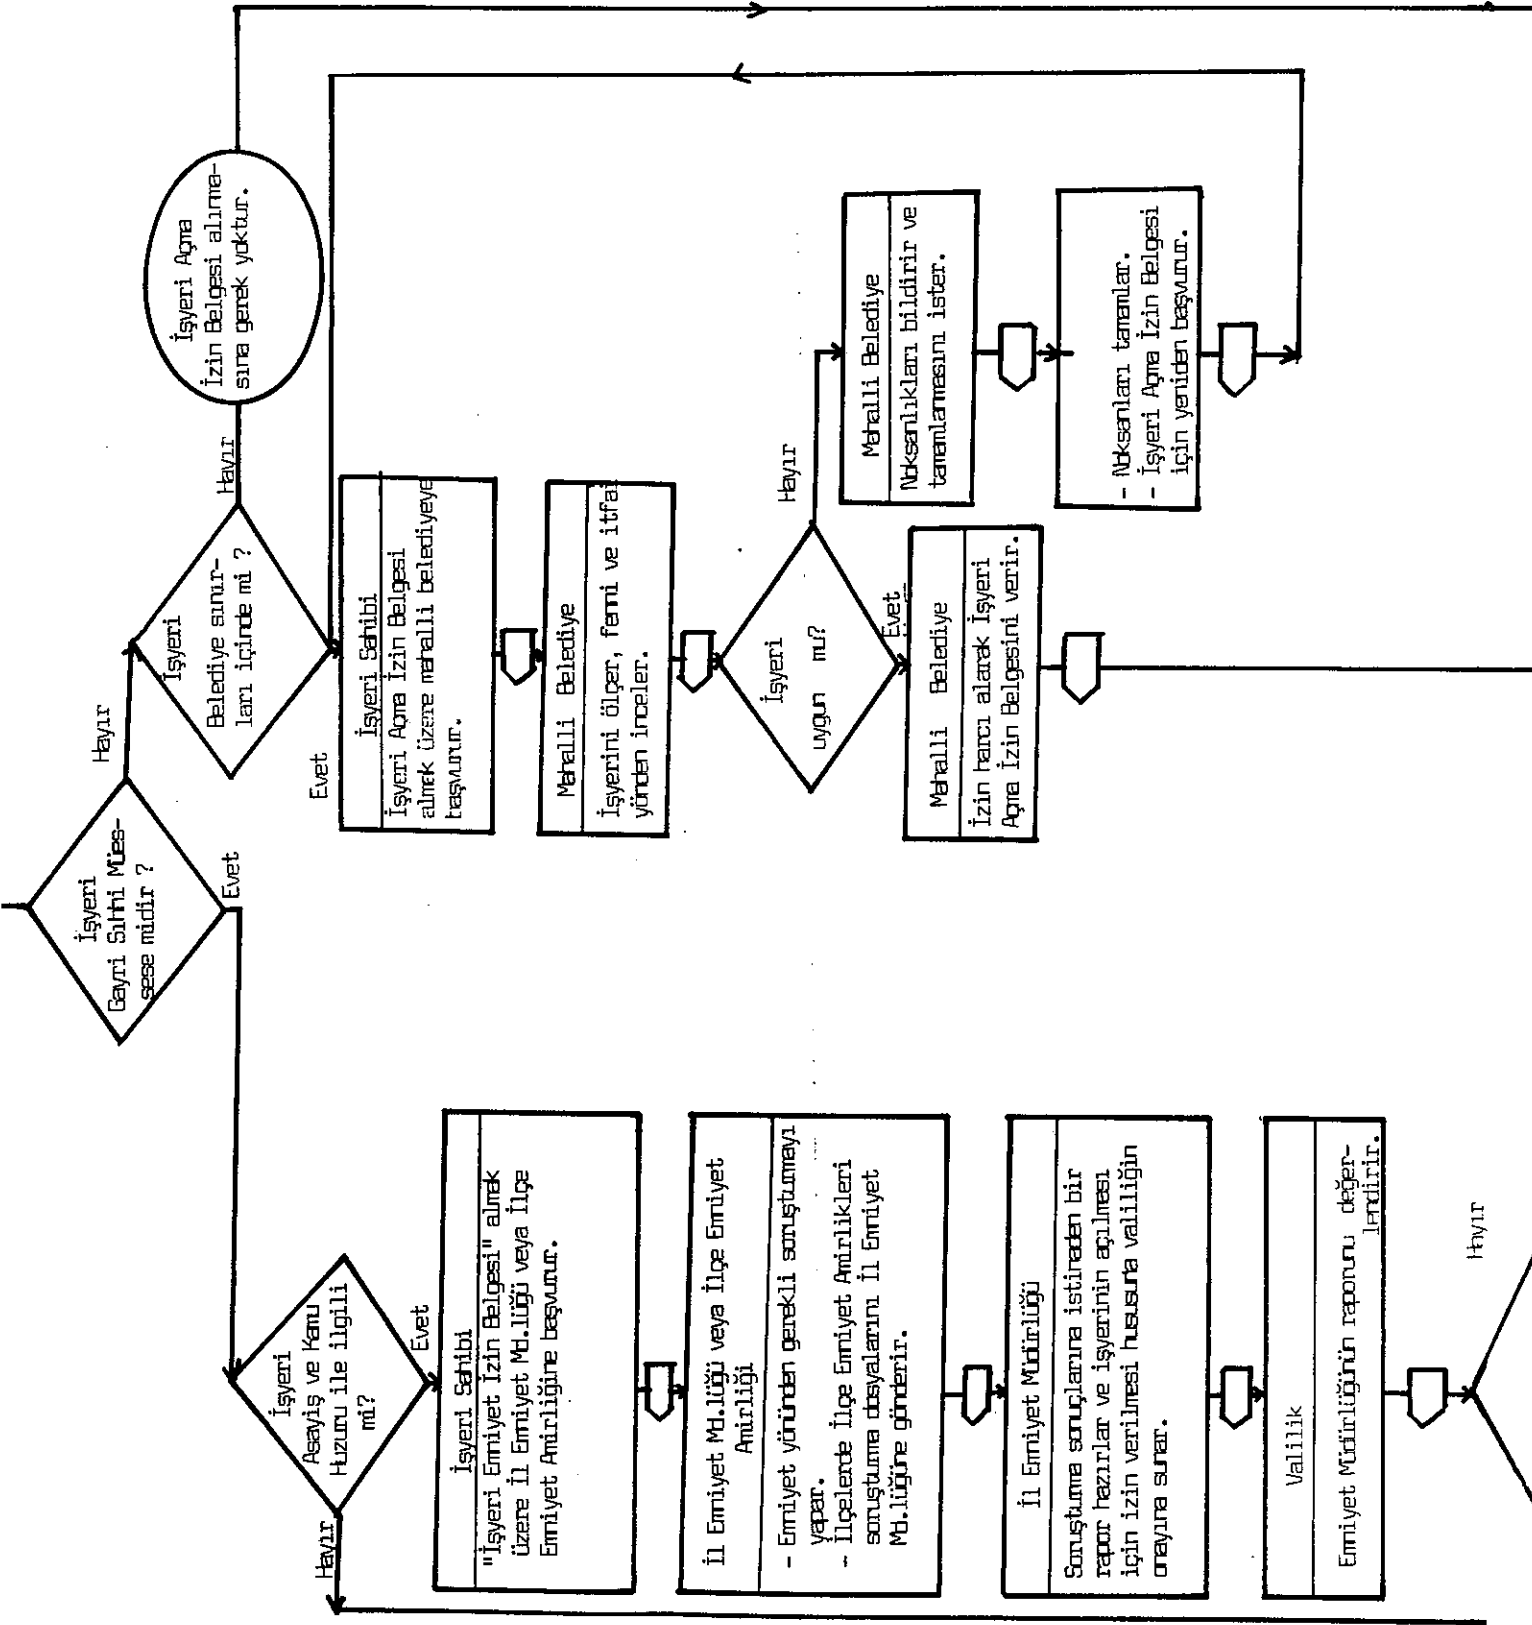 İşyeri
Gayri Sıhhi Mües-
sese midir ?
Hayır
Evet
İşyeri
Belediye sınır-
ları içinde mi ?
Hayır
Evet
İşyeri Açma
İzin Belgesi alınma-
sına gerek yoktur.
İşyeri Sahibi
İşyeri Açma İzin Belgesi
almak üzere mahalli belediyeye
başvurur.
Mahalli Belediye
İşyerini ölçer, fenni ve itfai
yönden inceler.
İşyeri
uygun mu?
Hayır
Evet
Mahalli Belediye
Noksanlıkları bildirir ve
tamamlanmasını ister.
- Noksanları tamamlar.
- İşyeri Açma İzin Belgesi
için yeniden başvurur.
Mahalli Belediye
İzin harcı alarak İşyeri
Açma İzin Belgesini verir.
İşyeri
Asayiş ve Kamu
Huzuru ile ilgili
mi?
Hayır
Evet
İşyeri Sahibi
"İşyeri Emniyet İzin Belgesi" almak
üzere İl Emniyet Md.lüğü veya İlçe
Emniyet Amirliğine başvurur.
İl Emniyet Md.lüğü veya İlçe Emniyet
Amirliği
- Emniyet yönünden gerekli soruşturmayı
yapar.
- İlçelerde İlçe Emniyet Amirlikleri
soruşturma dosyalarını İl Emniyet
Md.lüğüne gönderir.
İl Emniyet Müdürlüğü
Soruşturma sonuçlarına istinaden bir
rapor hazırlar ve işyerinin açılması
için izin verilmesi hususunda valiliğin
onayına sunar.
Valilik
Emniyet Müdürlüğünün raporunu değer-
lendirir.
Hayır